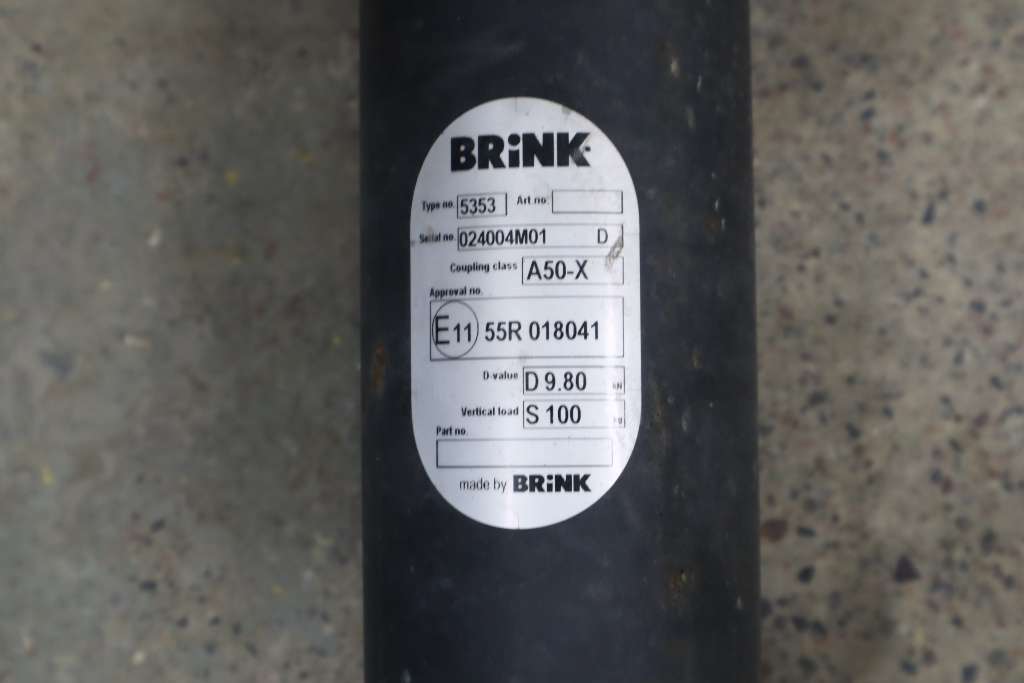 BRiNK
Type no. 5353 Art no.
Serial no. 024004M01 D
Coupling class A50-X
Approval no.
E11 55R 018041
D-value D 9.80 kN
Vertical load S 100 kg
Part no.
made by BRiNK